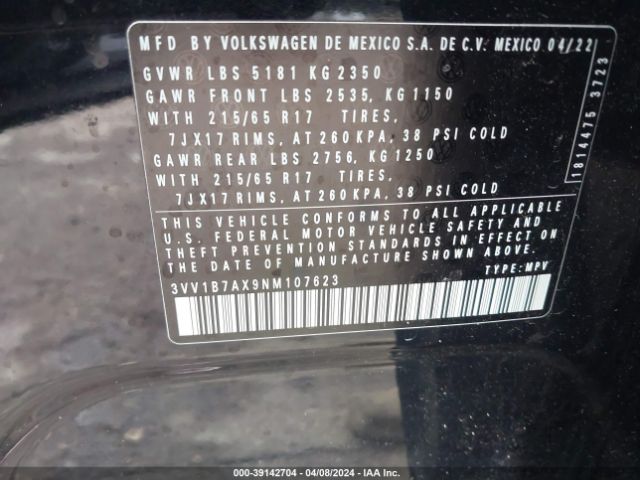 MFD BY VOLKSWAGEN DE MEXICO S.A. DE C.V. MEXICO 04/22
GVWR LBS 5181 KG 2350
GAWR FRONT LBS 2535, KG 1150
WITH 215/65 R17 TIRES,
7JX17 RIMS, AT 260 KPA, 38 PSI COLD
GAWR REAR LBS 2756, KG 1250
WITH 215/65 R17 TIRES,
7JX17 RIMS, AT 260 KPA, 38 PSI COLD
THIS VEHICLE CONFORMS TO ALL APPLICABLE
U.S. FEDERAL MOTOR VEHICLE SAFETY AND
THEFT PREVENTION STANDARDS IN EFFECT ON
THE DATE OF MANUFACTURE SHOWN ABOVE.
3VV1B7AX9NM107623 TYPE: MPV
1814475 3723
000-39142704 - 04/08/2024 - IAA Inc.